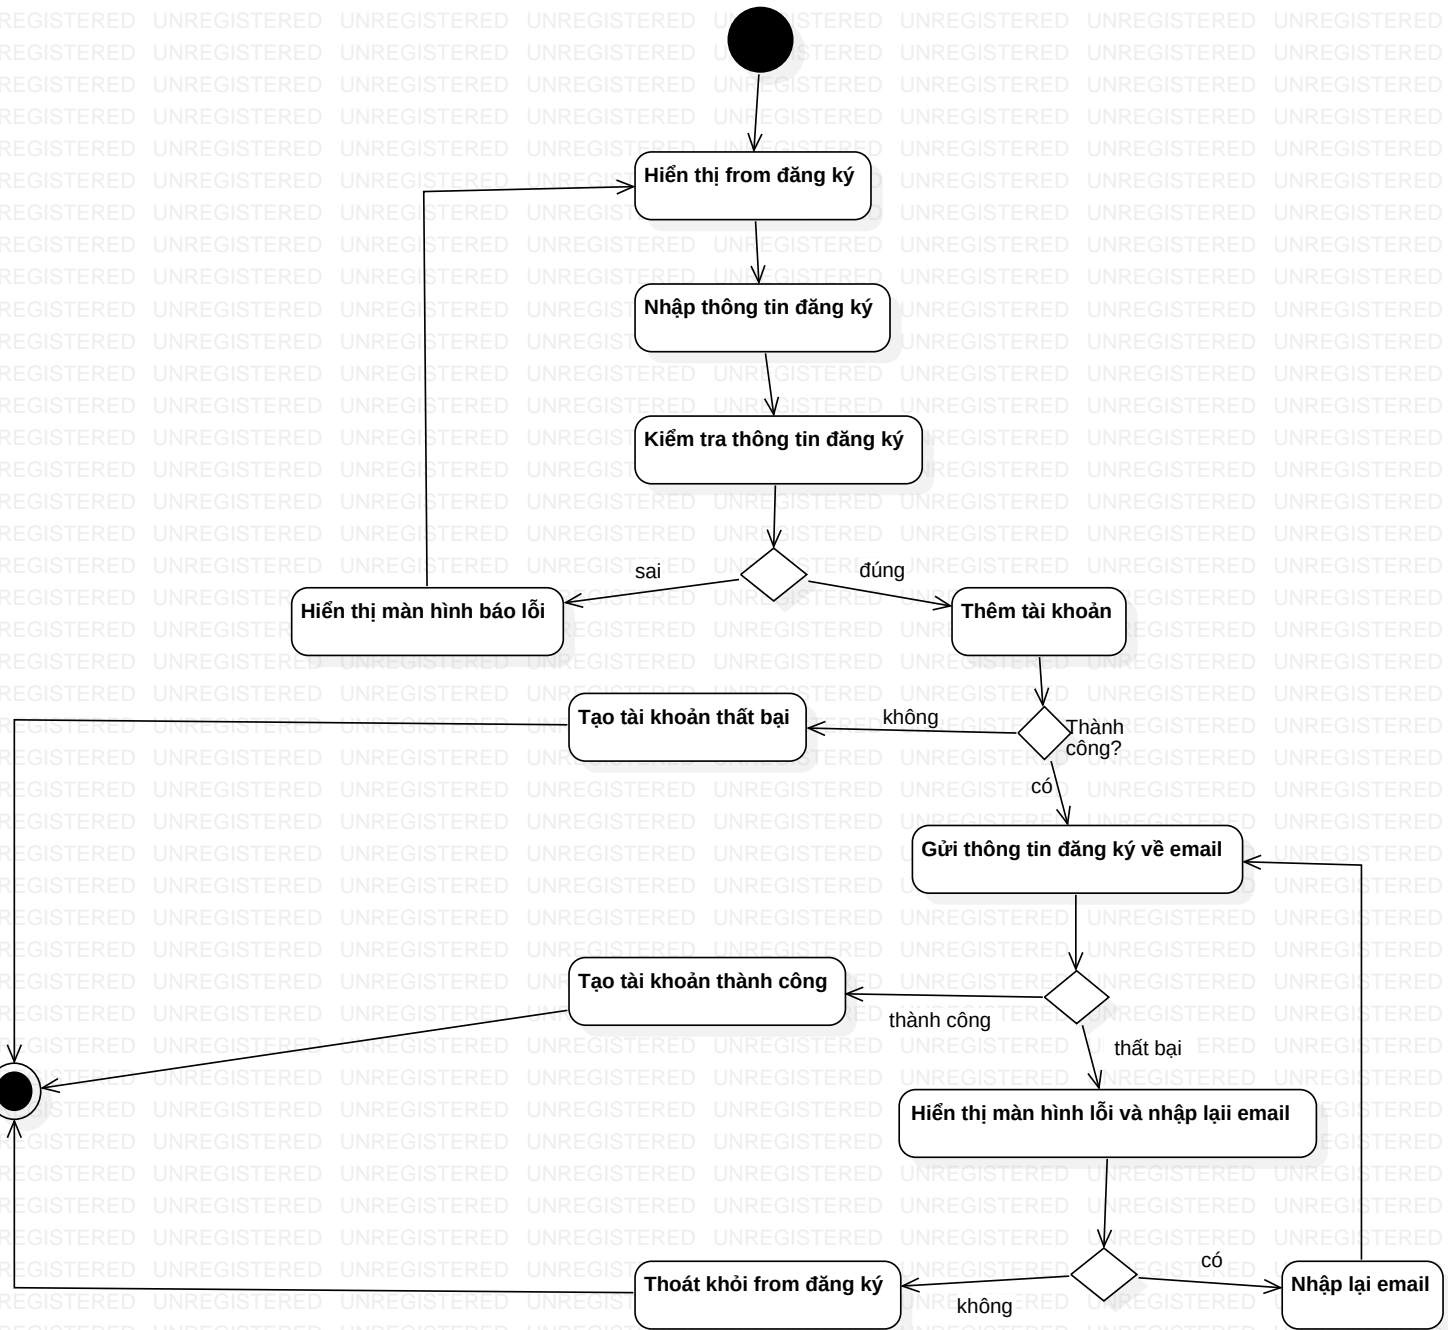 Hiển thị from đăng ký
Nhập thông tin đăng ký
Kiểm tra thông tin đăng ký
sai
đúng
Hiển thị màn hình báo lỗi
Thêm tài khoản
Tạo tài khoản thất bại
không
Thành
công?
có
Gửi thông tin đăng ký về email
Tạo tài khoản thành công
thành công
thất bại
Hiển thị màn hình lỗi và nhập lạii email
Thoát khỏi from đăng ký
không
có
Nhập lại email
UNREGISTERED